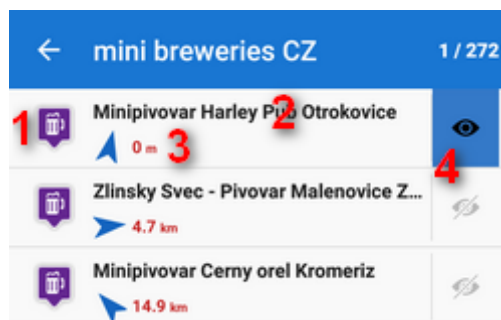 mini breweries CZ 1 / 272
1 Minipivovar Harley Pub Otrokovice 2
0 m 3
4
Zlinsky Svec - Pivovar Malenovice Z...
4.7 km
Minipivovar Cerny orel Kromeriz
14.9 km